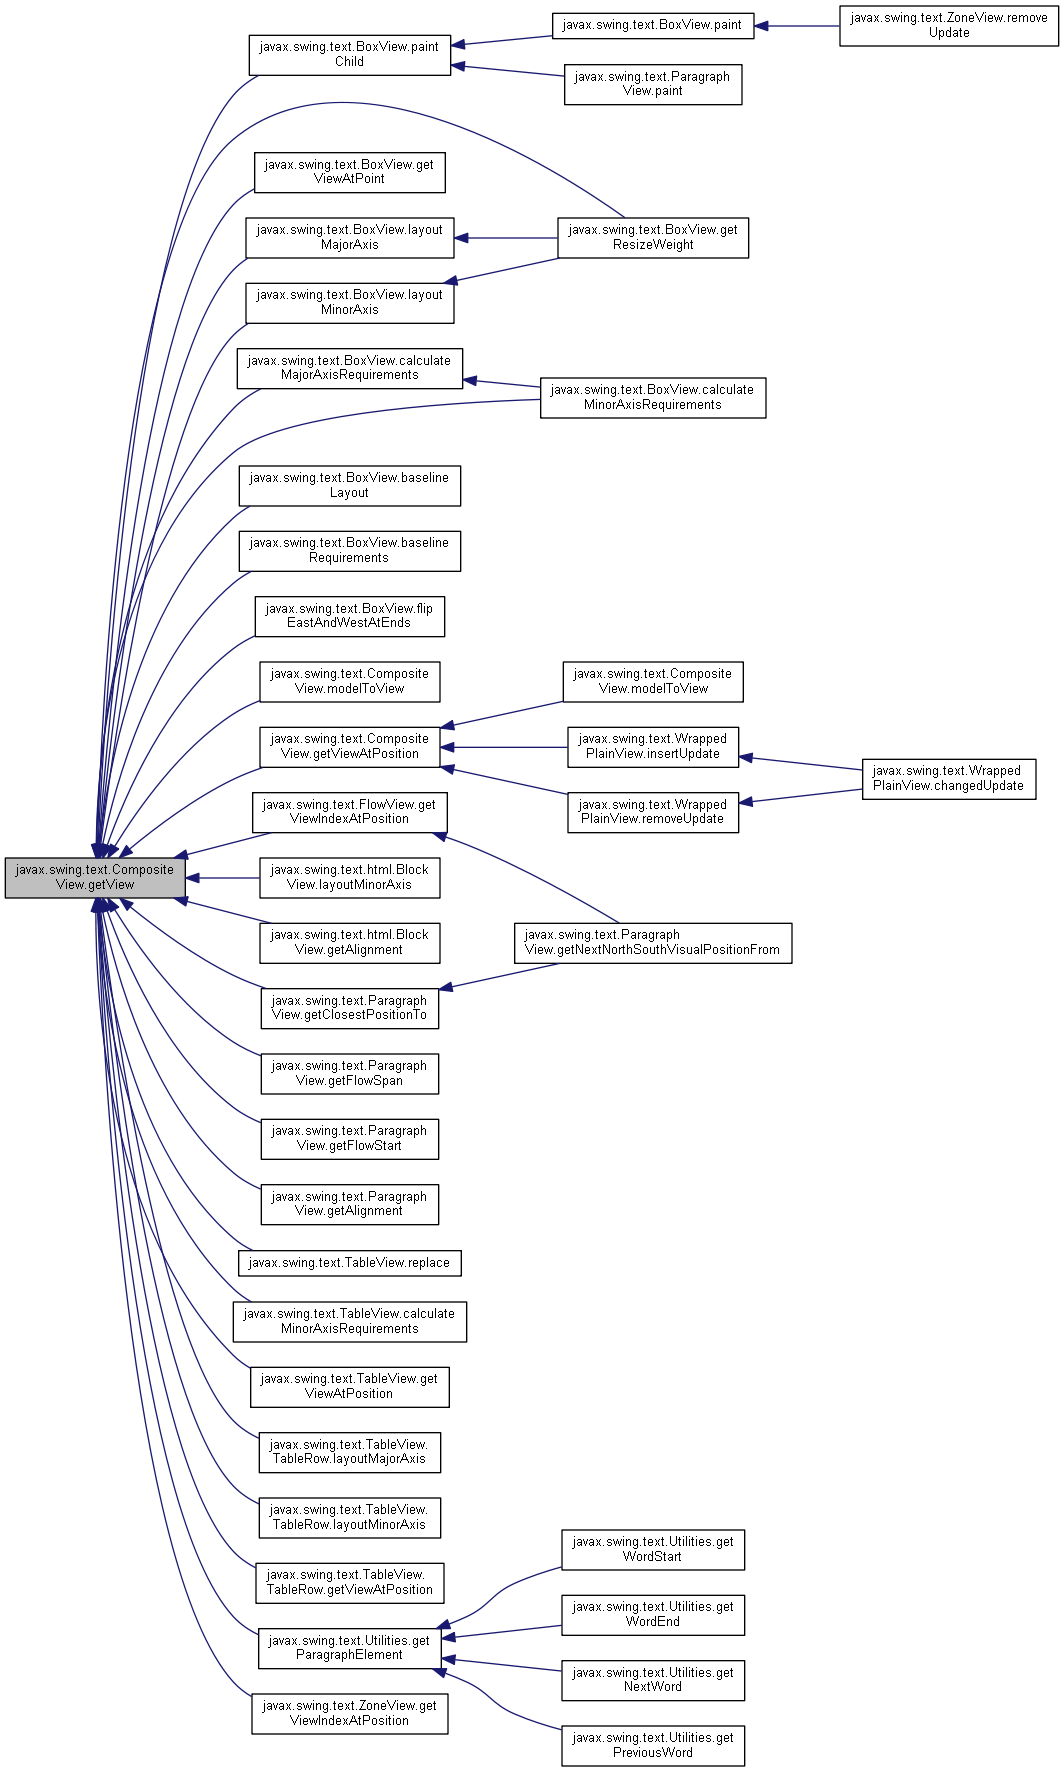 javax.swing.text.BoxView.paint
javax.swing.text.ZoneView.remove
Update
javax.swing.text.BoxView.paint
Child
javax.swing.text.Paragraph
View.paint
javax.swing.text.BoxView.get
ViewAtPoint
javax.swing.text.BoxView.layout
MajorAxis
javax.swing.text.BoxView.get
ResizeWeight
javax.swing.text.BoxView.layout
MinorAxis
javax.swing.text.BoxView.calculate
MajorAxisRequirements
javax.swing.text.BoxView.calculate
MinorAxisRequirements
javax.swing.text.BoxView.baseline
Layout
javax.swing.text.BoxView.baseline
Requirements
javax.swing.text.BoxView.flip
EastAndWestAtEnds
javax.swing.text.Composite
View.modelToView
javax.swing.text.Composite
View.modelToView
javax.swing.text.Composite
View.getViewAtPosition
javax.swing.text.Wrapped
PlainView.insertUpdate
javax.swing.text.Wrapped
PlainView.changedUpdate
javax.swing.text.FlowView.get
ViewIndexAtPosition
javax.swing.text.Wrapped
PlainView.removeUpdate
javax.swing.text.Composite
View.getView
javax.swing.text.html.Block
View.layoutMinorAxis
javax.swing.text.html.Block
View.getAlignment
javax.swing.text.Paragraph
View.getNextNorthSouthVisualPositionFrom
javax.swing.text.Paragraph
View.getClosestPositionTo
javax.swing.text.Paragraph
View.getFlowSpan
javax.swing.text.Paragraph
View.getFlowStart
javax.swing.text.Paragraph
View.getAlignment
javax.swing.text.TableView.replace
javax.swing.text.TableView.calculate
MinorAxisRequirements
javax.swing.text.TableView.get
ViewAtPosition
javax.swing.text.TableView.
TableRow.layoutMajorAxis
javax.swing.text.TableView.
TableRow.layoutMinorAxis
javax.swing.text.TableView.
TableRow.getViewAtPosition
javax.swing.text.Utilities.get
WordStart
javax.swing.text.Utilities.get
WordEnd
javax.swing.text.Utilities.get
ParagraphElement
javax.swing.text.Utilities.get
NextWord
javax.swing.text.ZoneView.get
ViewIndexAtPosition
javax.swing.text.Utilities.get
PreviousWord